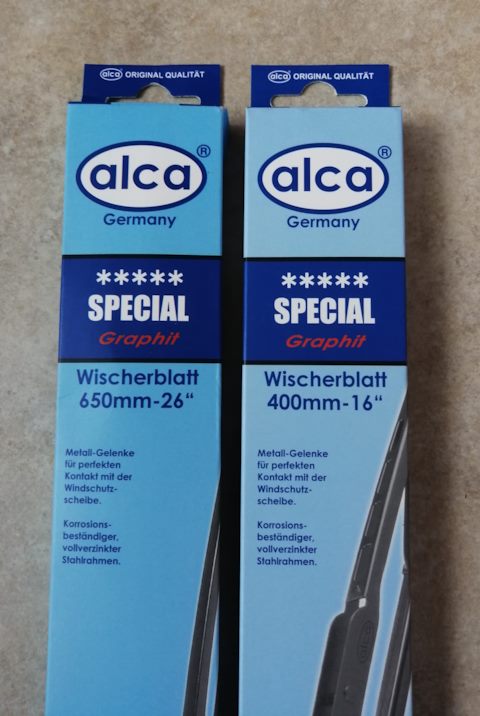 alca ORIGINAL QUALITÄT
alca®
Germany
*****
SPECIAL
Graphit
Wischerblatt
650mm-26“
Metall-Gelenke
für perfekten
Kontakt mit der
Windschutz-
scheibe.
Korrosions-
beständiger,
vollverzinkter
Stahlrahmen.
alca ORIGINAL QUALITÄT
alca®
Germany
*****
SPECIAL
Graphit
Wischerblatt
400mm-16“
Metall-Gelenke
für perfekten
Kontakt mit der
Windschutz-
scheibe.
Korrosions-
beständiger,
vollverzinkter
Stahlrahmen.
alca